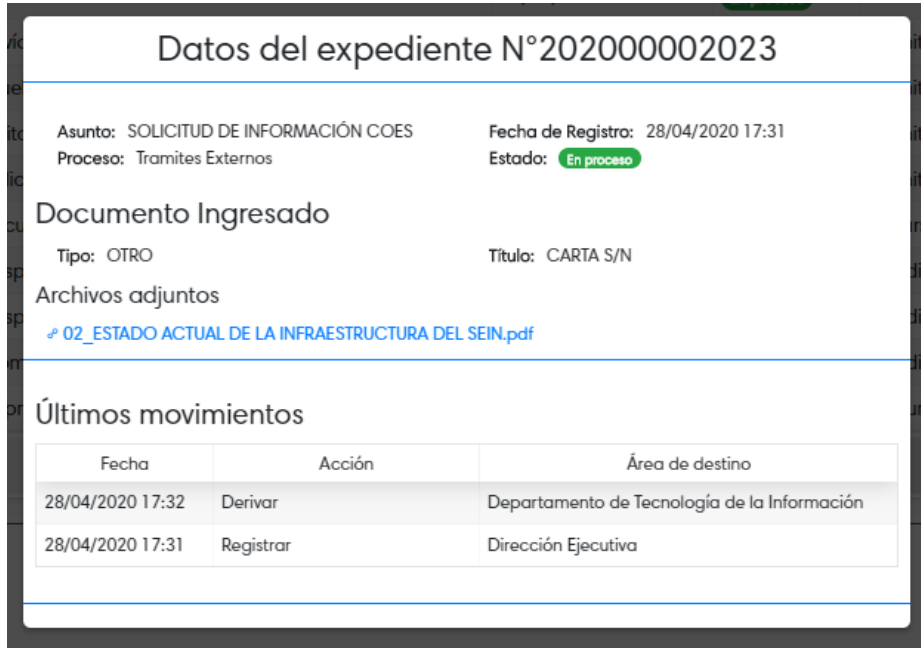 Datos del expediente N°202000002023
Asunto: SOLICITUD DE INFORMACIÓN COES
Fecha de Registro: 28/04/2020 17:31
Proceso: Tramites Externos
Estado: En proceso
Documento Ingresado
Tipo: OTRO
Título: CARTA S/N
Archivos adjuntos
02_ESTADO ACTUAL DE LA INFRAESTRUCTURA DEL SEIN.pdf
Últimos movimientos
Fecha Acción Área de destino
28/04/2020 17:32 Derivar Departamento de Tecnología de la Información
28/04/2020 17:31 Registrar Dirección Ejecutiva